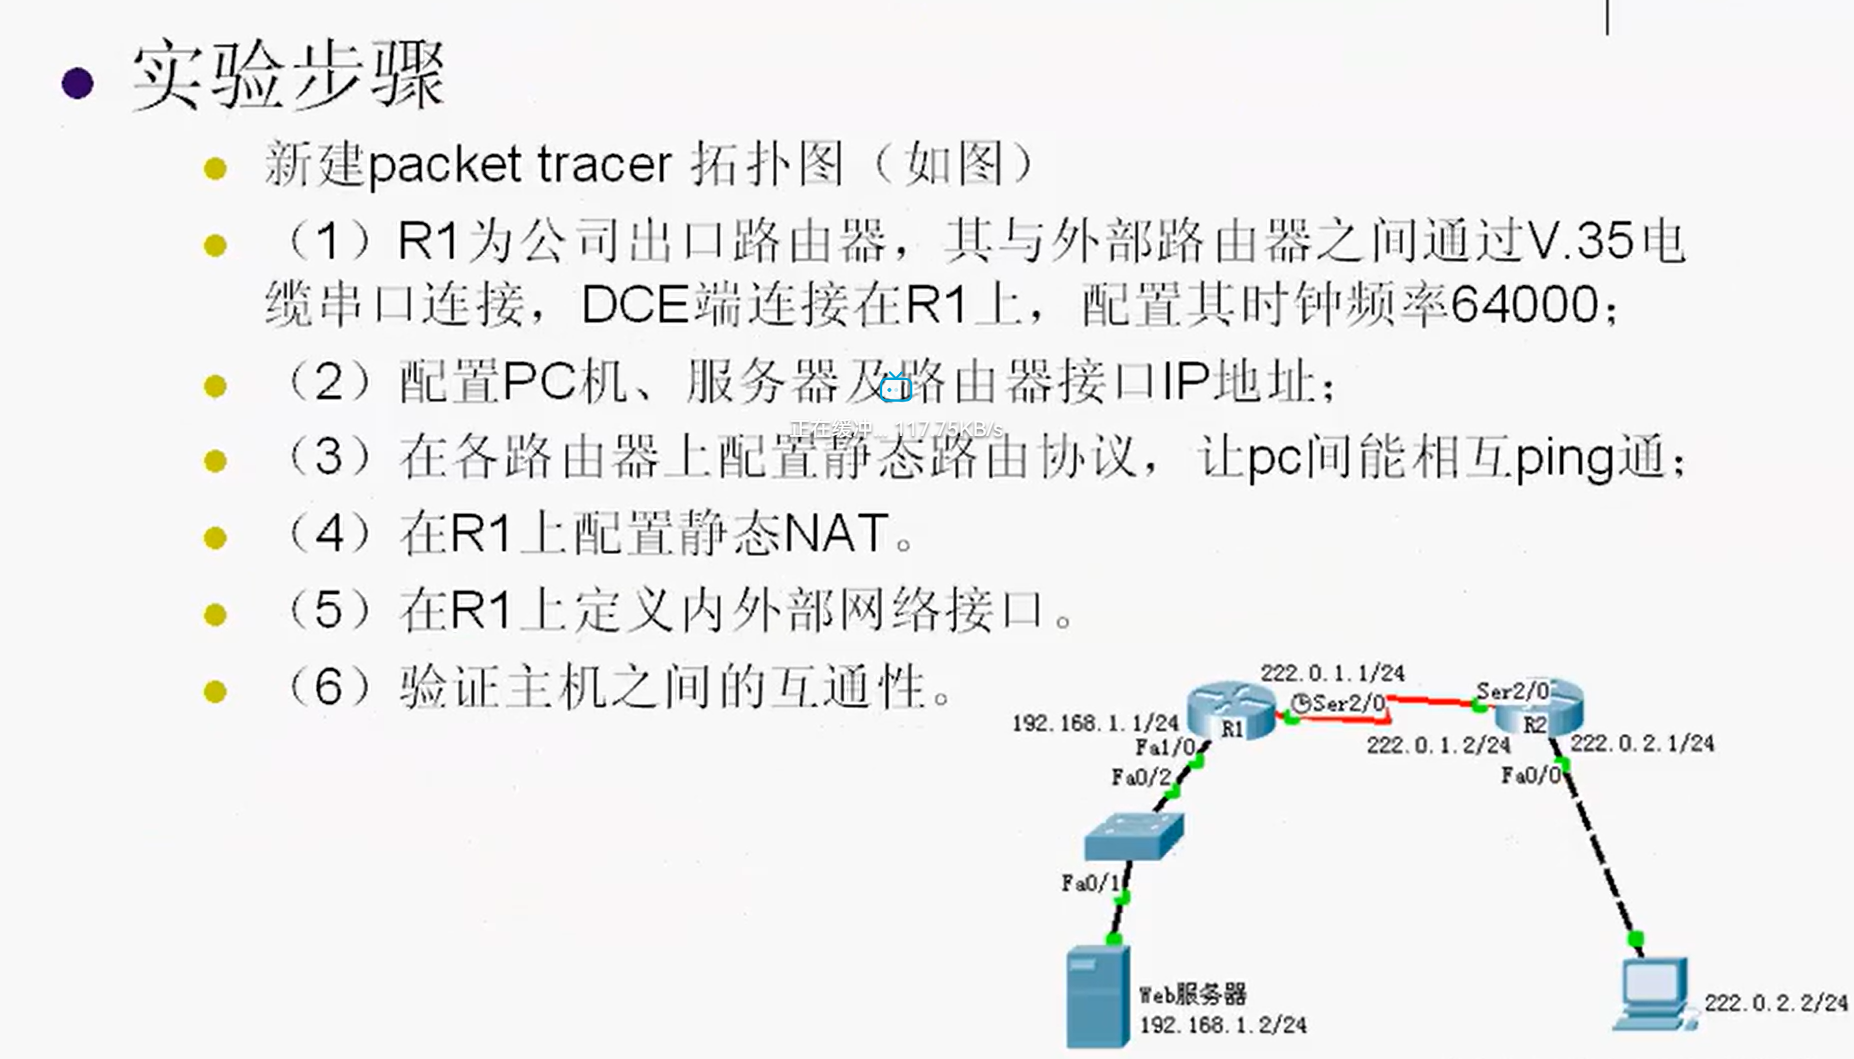 实验步骤
新建packet tracer 拓扑图（如图）
（1）R1为公司出口路由器，其与外部路由器之间通过V.35电
缆串口连接，DCE端连接在R1上，配置其时钟频率64000；
（2）配置PC机、服务器及路由器接口IP地址；
正在缓冲... 117.75KB/s
（3）在各路由器上配置静态路由协议，让pc间能相互ping通；
（4）在R1上配置静态NAT。
（5）在R1上定义内外部网络接口。
（6）验证主机之间的互通性。
222.0.1.1/24
Ser2/0
Ser2/0
192.168.1.1/24
R1
R2
Fa1/0
222.0.1.2/24
222.0.2.1/24
Fa0/2
Fa0/0
Fa0/1
Web服务器
192.168.1.2/24
222.0.2.2/24